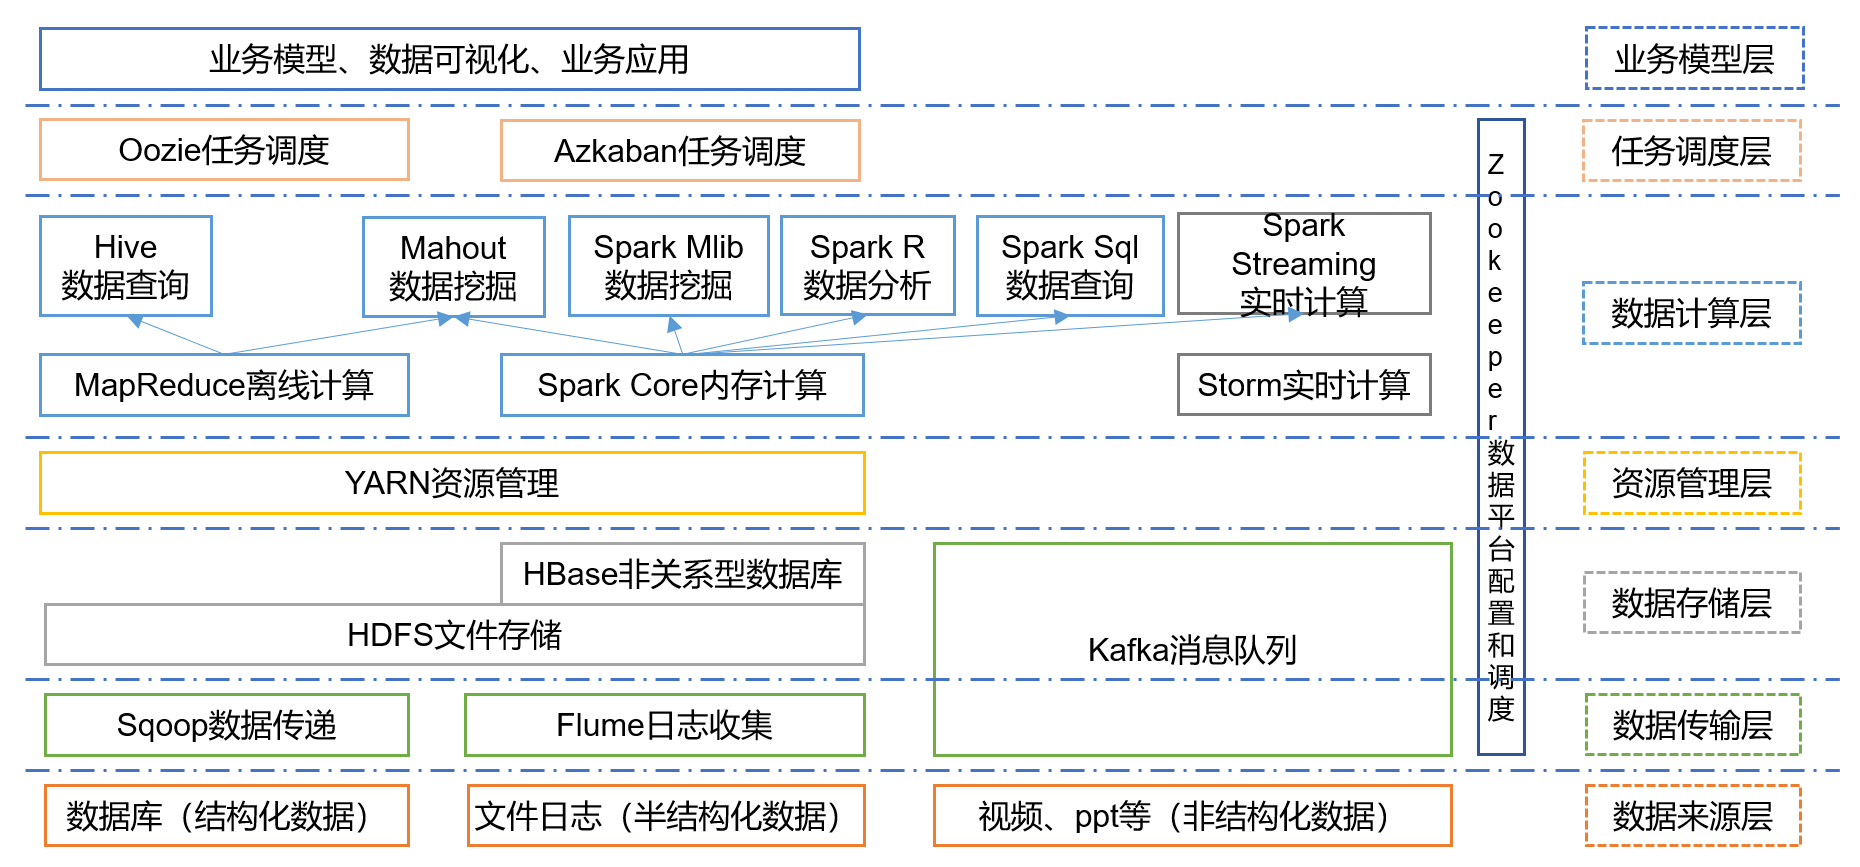 业务模型、数据可视化、业务应用
业务模型层
Oozie任务调度
Azkaban任务调度
任务调度层
Hive
数据查询
Mahout
数据挖掘
Spark Mlib
数据挖掘
Spark R
数据分析
Spark Sql
数据查询
Spark
Streaming
实时计算
MapReduce离线计算
Spark Core内存计算
Storm实时计算
数据计算层
Zookeeper数据平台配置和调度
YARN资源管理
资源管理层
HBase非关系型数据库
HDFS文件存储
Kafka消息队列
数据存储层
Sqoop数据传递
Flume日志收集
数据传输层
数据库（结构化数据）
文件日志（半结构化数据）
视频、ppt等（非结构化数据）
数据来源层